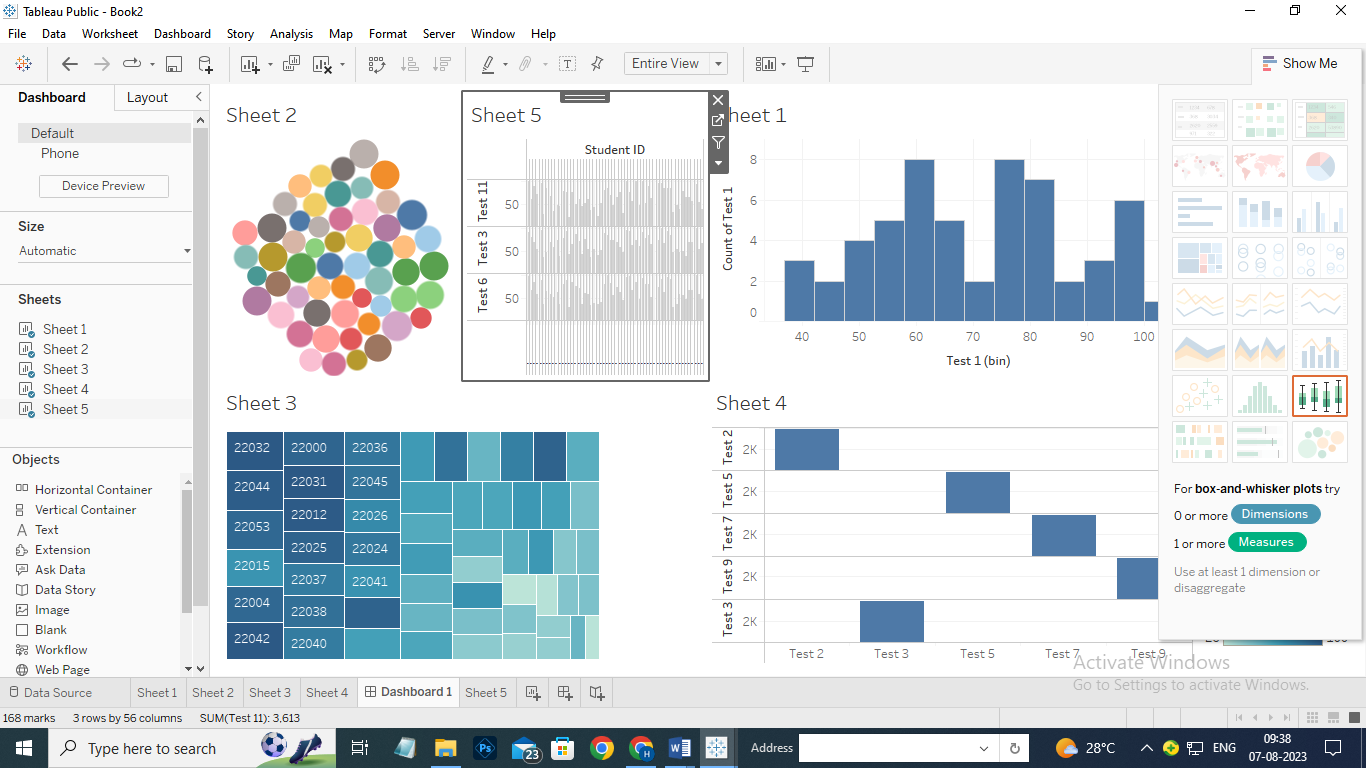 Tableau Public - Book2
File Data Worksheet Dashboard Story Analysis Map Format Server Window Help
Entire View
Show Me
Dashboard Layout
Default
Phone
Device Preview
Size
Automatic
Sheets
Sheet 1
Sheet 2
Sheet 3
Sheet 4
Sheet 5
Objects
Horizontal Container
Vertical Container
Text
Extension
Ask Data
Data Story
Image
Blank
Workflow
Web Page
Sheet 2
Sheet 5
Student ID
Test 11
50
Test 3
50
Test 6
50
heet 1
Count of Test 1
8
6
4
2
0
40 50 60 70 80 90 100
Test 1 (bin)
Sheet 3
22032 22000 22036
22044 22031 22045
22053 22012 22026
22015 22025 22024
22004 22037 22041
22042 22038
22040
Sheet 4
Test 2
2K
Test 5
2K
Test 7
2K
Test 9
2K
Test 3
2K
Test 2 Test 3 Test 5 Test 7 Test 9
For box-and-whisker plots try
0 or more Dimensions
1 or more Measures
Use at least 1 dimension or
disaggregate
Activate Windows
Go to Settings to activate Windows.
Data Source Sheet 1 Sheet 2 Sheet 3 Sheet 4 Dashboard 1 Sheet 5
168 marks 3 rows by 56 columns SUM(Test 11): 3,613
Type here to search
Ps
23
H
W
Address
28°C
ENG
09:38
07-08-2023